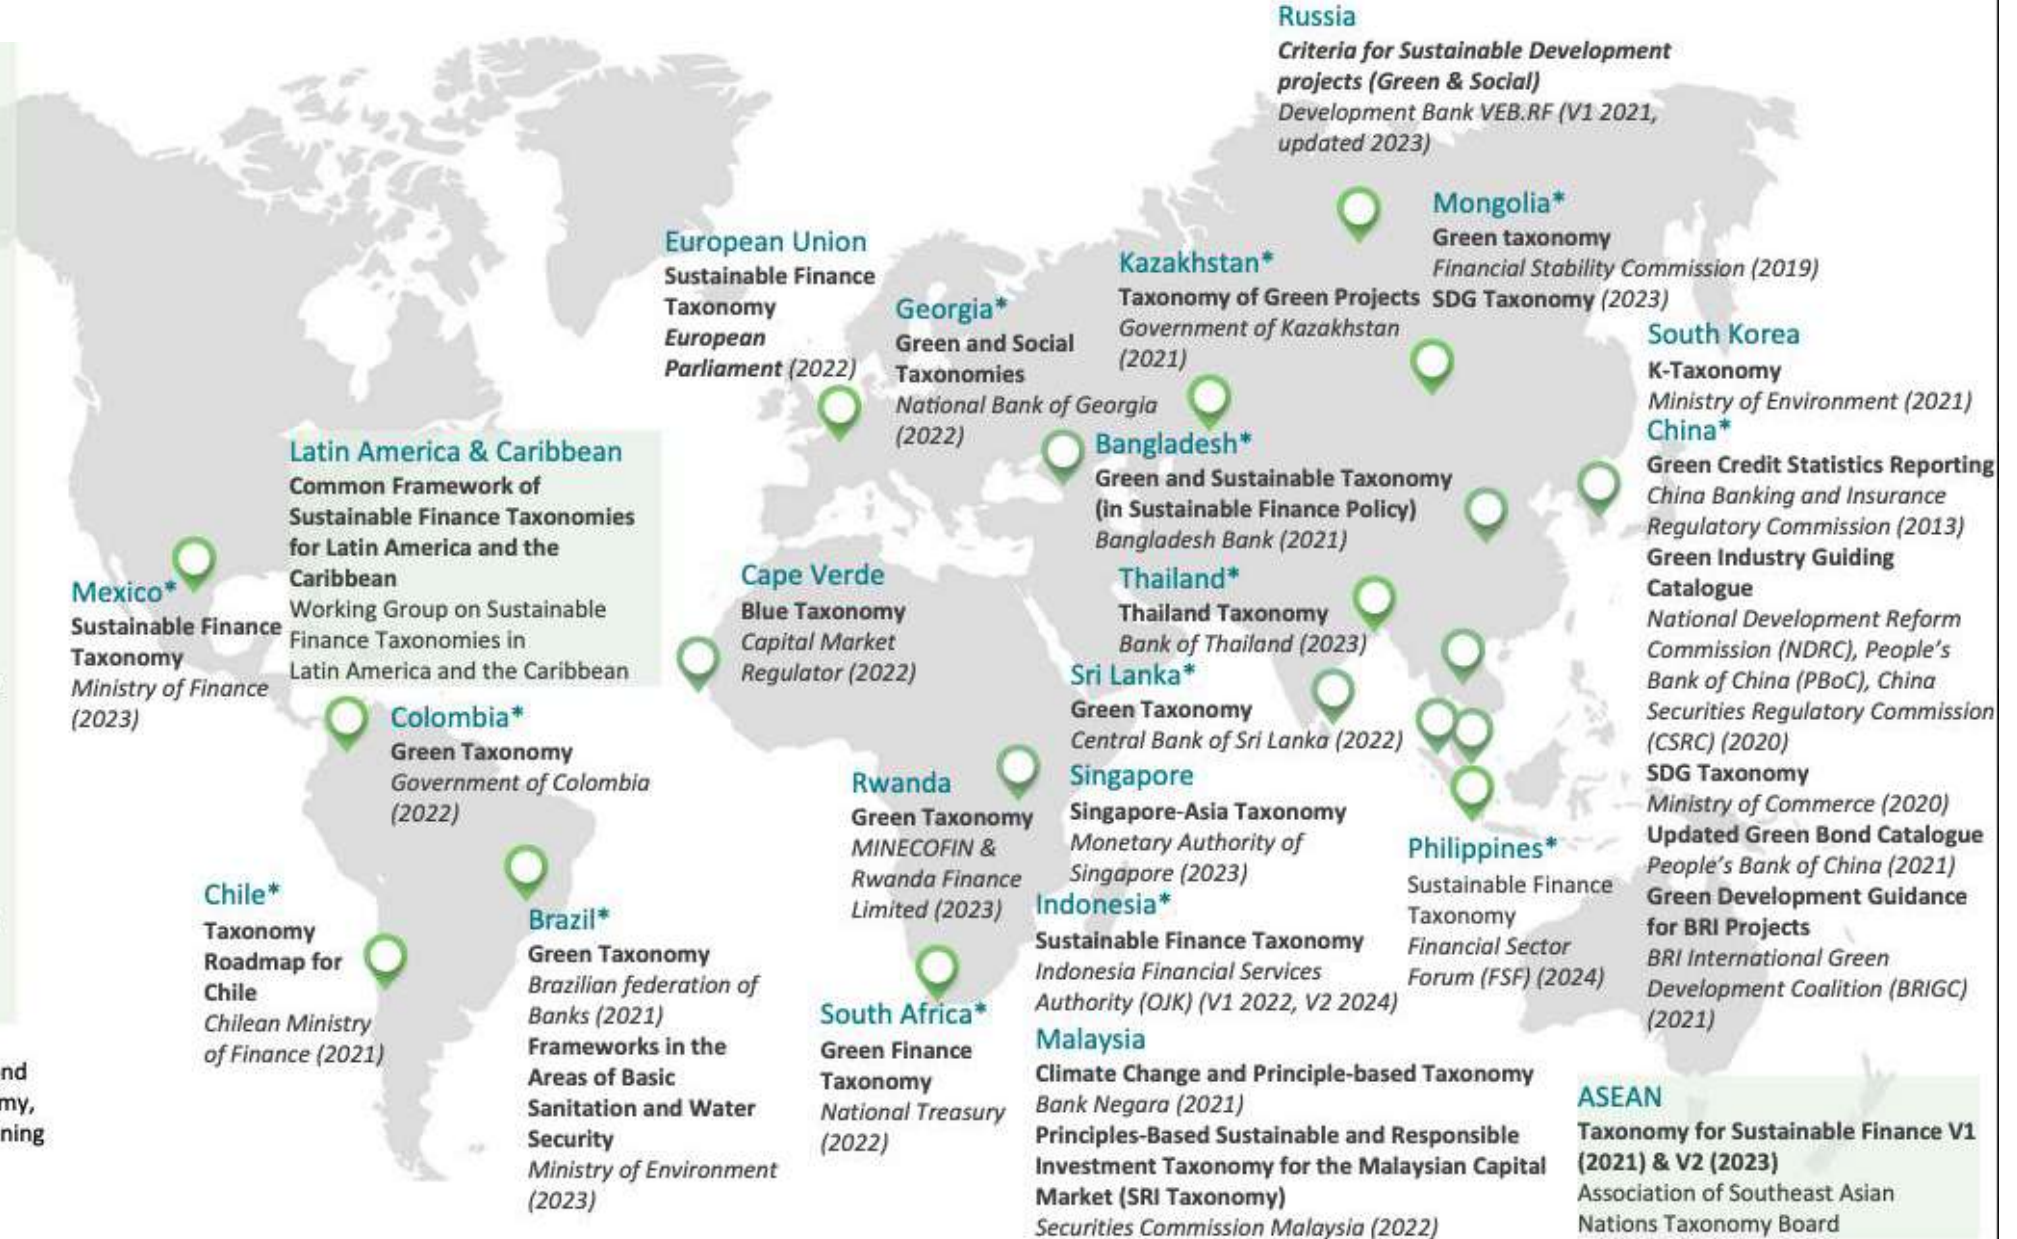 Russia
Criteria for Sustainable Development
projects (Green & Social)
Development Bank VEB.RF (V1 2021,
updated 2023)
Mongolia*
Green taxonomy
Financial Stability Commission (2019)
SDG Taxonomy (2023)
European Union
Sustainable Finance
Taxonomy
European
Parliament (2022)
Georgia*
Green and Social
Taxonomies
National Bank of Georgia
(2022)
Kazakhstan*
Taxonomy of Green Projects
Government of Kazakhstan
(2021)
South Korea
K-Taxonomy
Ministry of Environment (2021)
China*
Green Credit Statistics Reporting
China Banking and Insurance
Regulatory Commission (2013)
Green Industry Guiding
Catalogue
National Development Reform
Commission (NDRC), People's
Bank of China (PBoC), China
Securities Regulatory Commission
(CSRC) (2020)
SDG Taxonomy
Ministry of Commerce (2020)
Updated Green Bond Catalogue
People's Bank of China (2021)
Green Development Guidance
for BRI Projects
BRI International Green
Development Coalition (BRIGC)
(2021)
Latin America & Caribbean
Common Framework of
Sustainable Finance Taxonomies
for Latin America and the
Caribbean
Working Group on Sustainable
Finance Taxonomies in
Latin America and the Caribbean
Bangladesh*
Green and Sustainable Taxonomy
(in Sustainable Finance Policy)
Bangladesh Bank (2021)
Mexico*
Sustainable Finance
Taxonomy
Ministry of Finance
(2023)
Cape Verde
Blue Taxonomy
Capital Market
Regulator (2022)
Thailand*
Thailand Taxonomy
Bank of Thailand (2023)
Sri Lanka*
Green Taxonomy
Central Bank of Sri Lanka (2022)
Colombia*
Green Taxonomy
Government of Colombia
(2022)
Rwanda
Green Taxonomy
MINECOFIN &
Rwanda Finance
Limited (2023)
Singapore
Singapore-Asia Taxonomy
Monetary Authority of
Singapore (2023)
Philippines*
Sustainable Finance
Taxonomy
Financial Sector
Forum (FSF) (2024)
Chile*
Taxonomy
Roadmap for
Chile
Chilean Ministry
of Finance (2021)
Brazil*
Green Taxonomy
Brazilian federation of
Banks (2021)
Frameworks in the
Areas of Basic
Sanitation and Water
Security
Ministry of Environment
(2023)
Indonesia*
Sustainable Finance Taxonomy
Indonesia Financial Services
Authority (OJK) (V1 2022, V2 2024)
South Africa*
Green Finance
Taxonomy
National Treasury
(2022)
Malaysia
Climate Change and Principle-based Taxonomy
Bank Negara (2021)
Principles-Based Sustainable and Responsible
Investment Taxonomy for the Malaysian Capital
Market (SRI Taxonomy)
Securities Commission Malaysia (2022)
ASEAN
Taxonomy for Sustainable Finance V1
(2021) & V2 (2023)
Association of Southeast Asian
Nations Taxonomy Board
nd
my,
ning